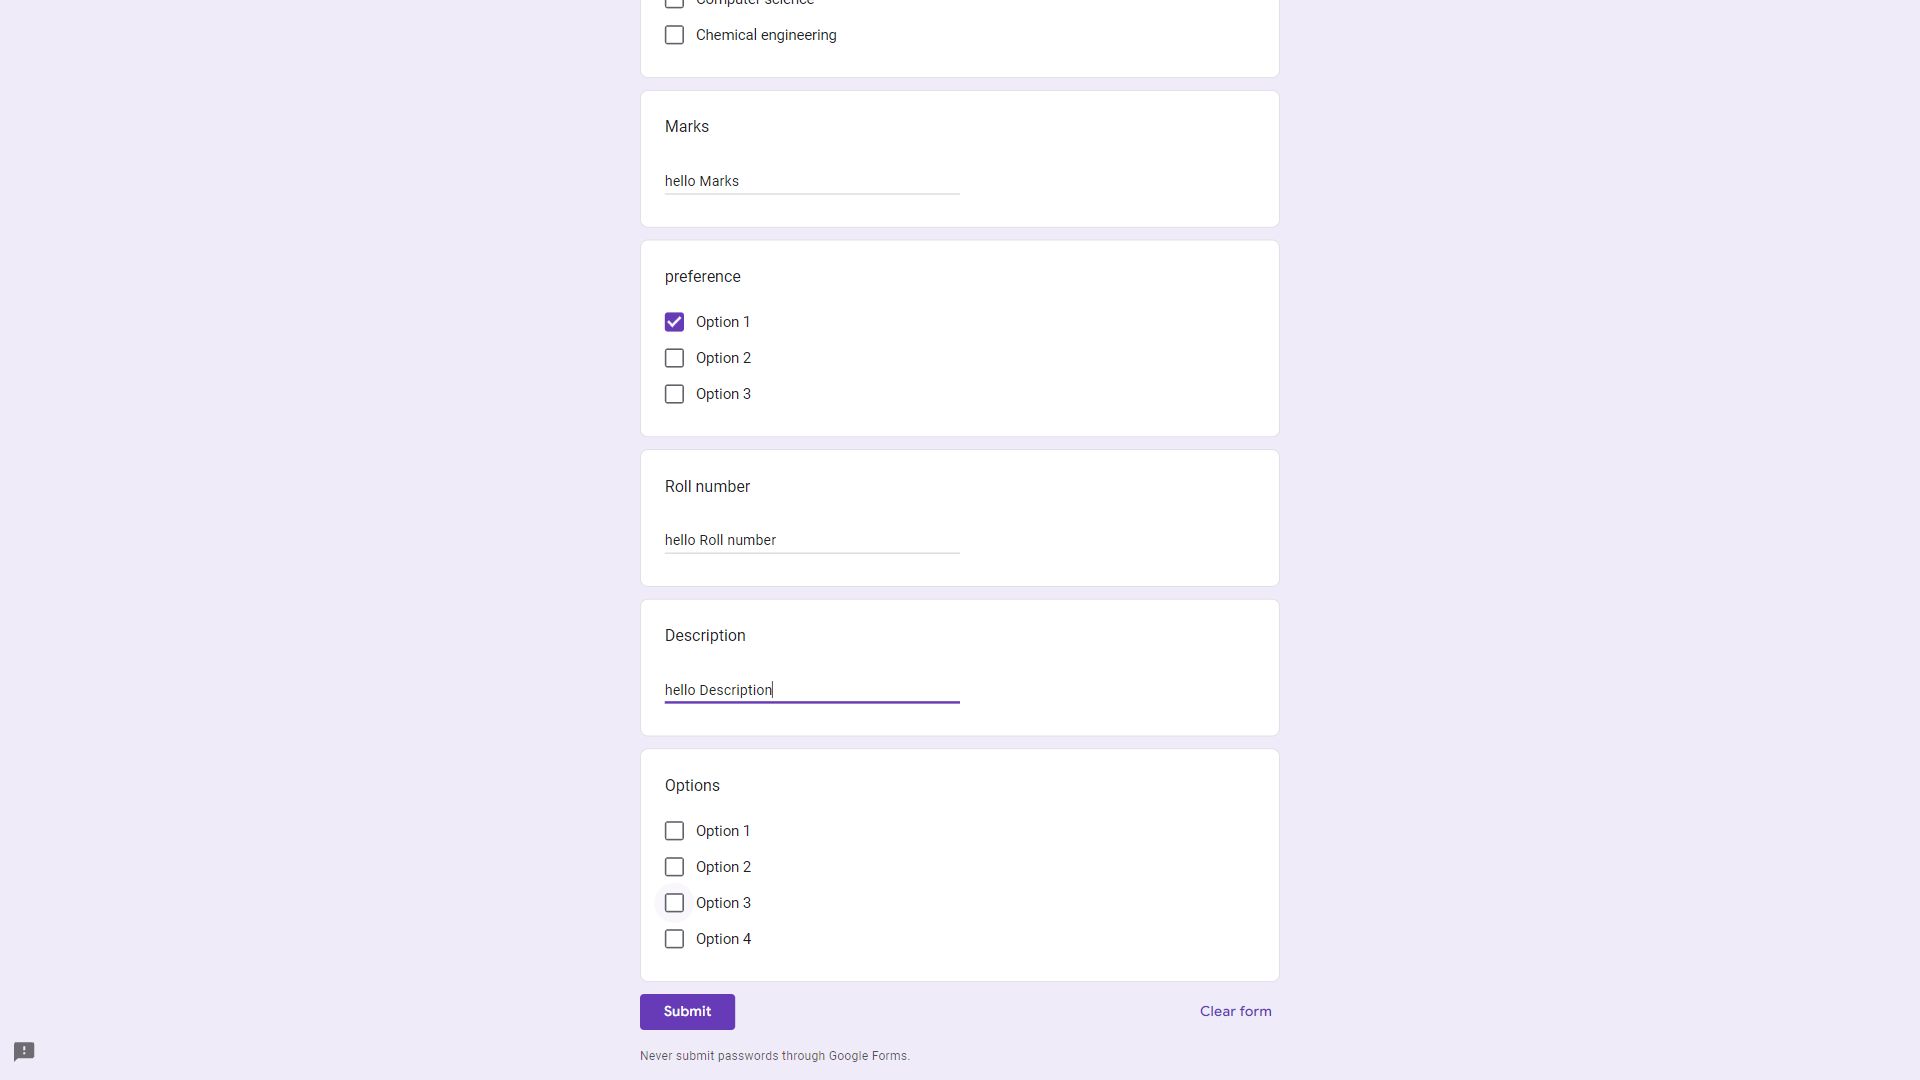 Computer science
Chemical engineering
Marks
hello Marks
preference
Option 1
Option 2
Option 3
Roll number
hello Roll number
Description
hello Description
Options
Option 1
Option 2
Option 3
Option 4
Submit
Clear form
Never submit passwords through Google Forms.